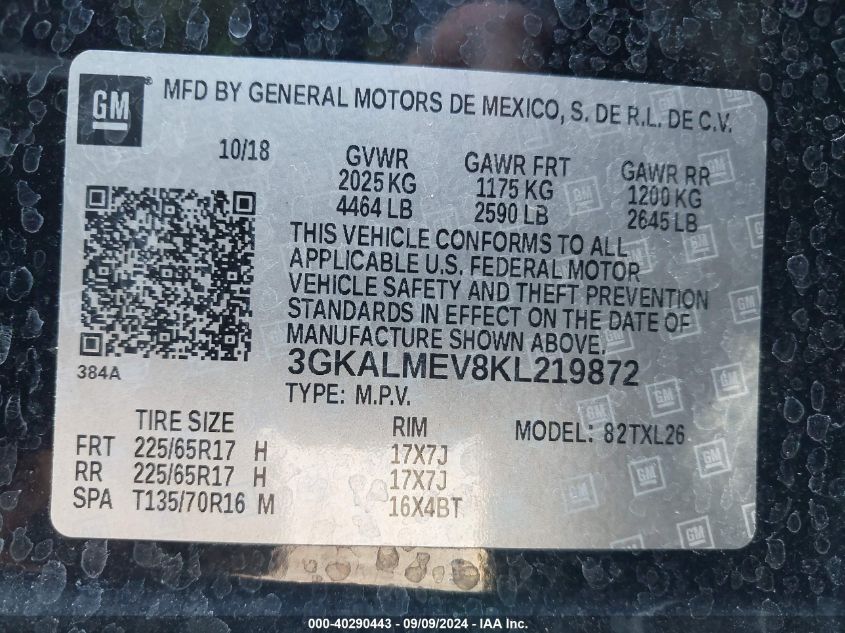 GM
MFD BY GENERAL MOTORS DE MEXICO, S. DE R.L. DE C.V.
10/18 GVWR GAWR FRT GAWR RR
2025 KG 1175 KG 1200 KG
4464 LB 2590 LB 2645 LB
THIS VEHICLE CONFORMS TO ALL
APPLICABLE U.S. FEDERAL MOTOR
VEHICLE SAFETY AND THEFT PREVENTION
STANDARDS IN EFFECT ON THE DATE OF
MANUFACTURE SHOWN ABOVE.
384A
3GKALMEV8KL219872
TYPE: M.P.V.
TIRE SIZE RIM MODEL: 82TXL26
FRT 225/65R17 H 17X7J
RR 225/65R17 H 17X7J
SPA T135/70R16 M 16X4BT
000-40290443 - 09/09/2024 - IAA Inc.